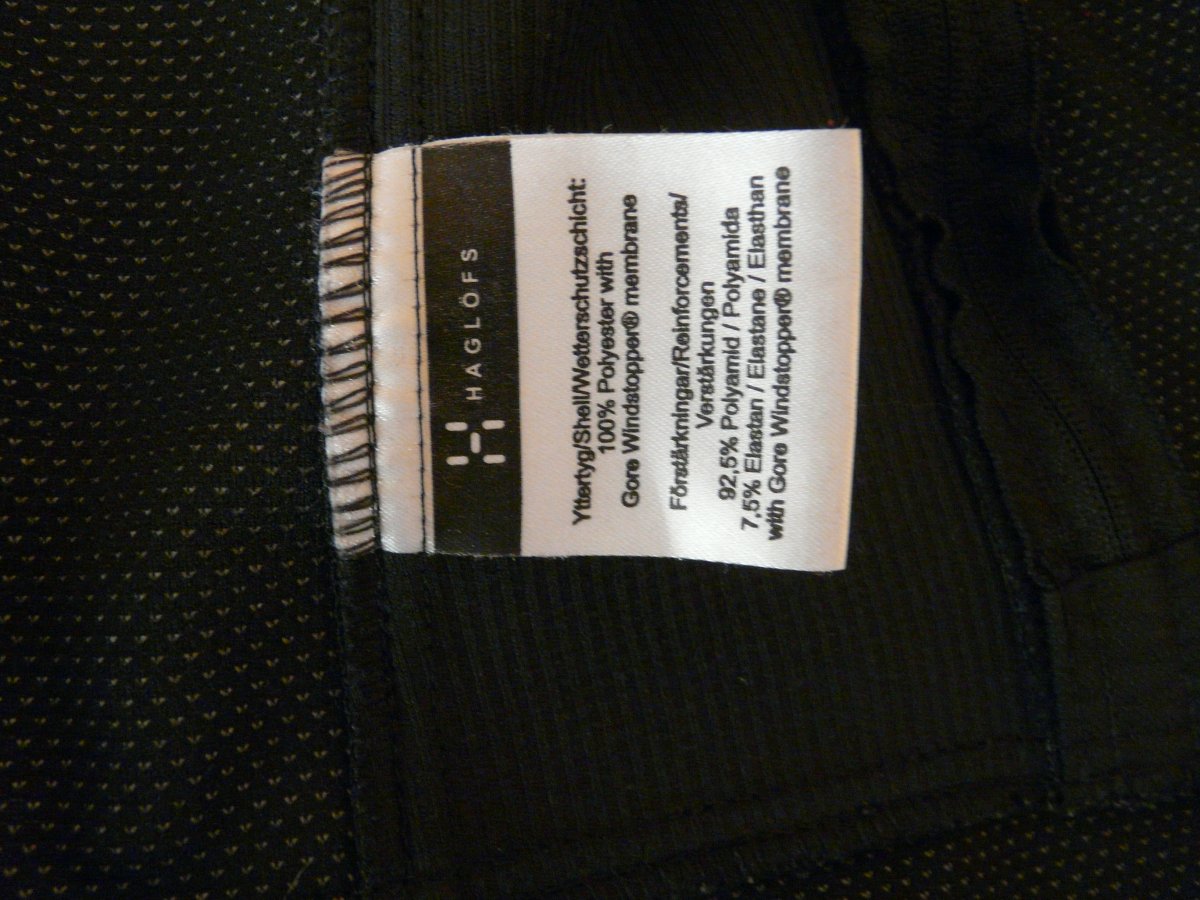 HAGLÖFS
Yttertyg/Shell/Wetterschutzschicht:
100% Polyester with
Gore Windstopper® membrane
Förstärkningar/Reinforcements/
Verstärkungen
92,5% Polyamid / Polyamida
7,5% Elastan / Elastane / Elasthan
with Gore Windstopper® membrane